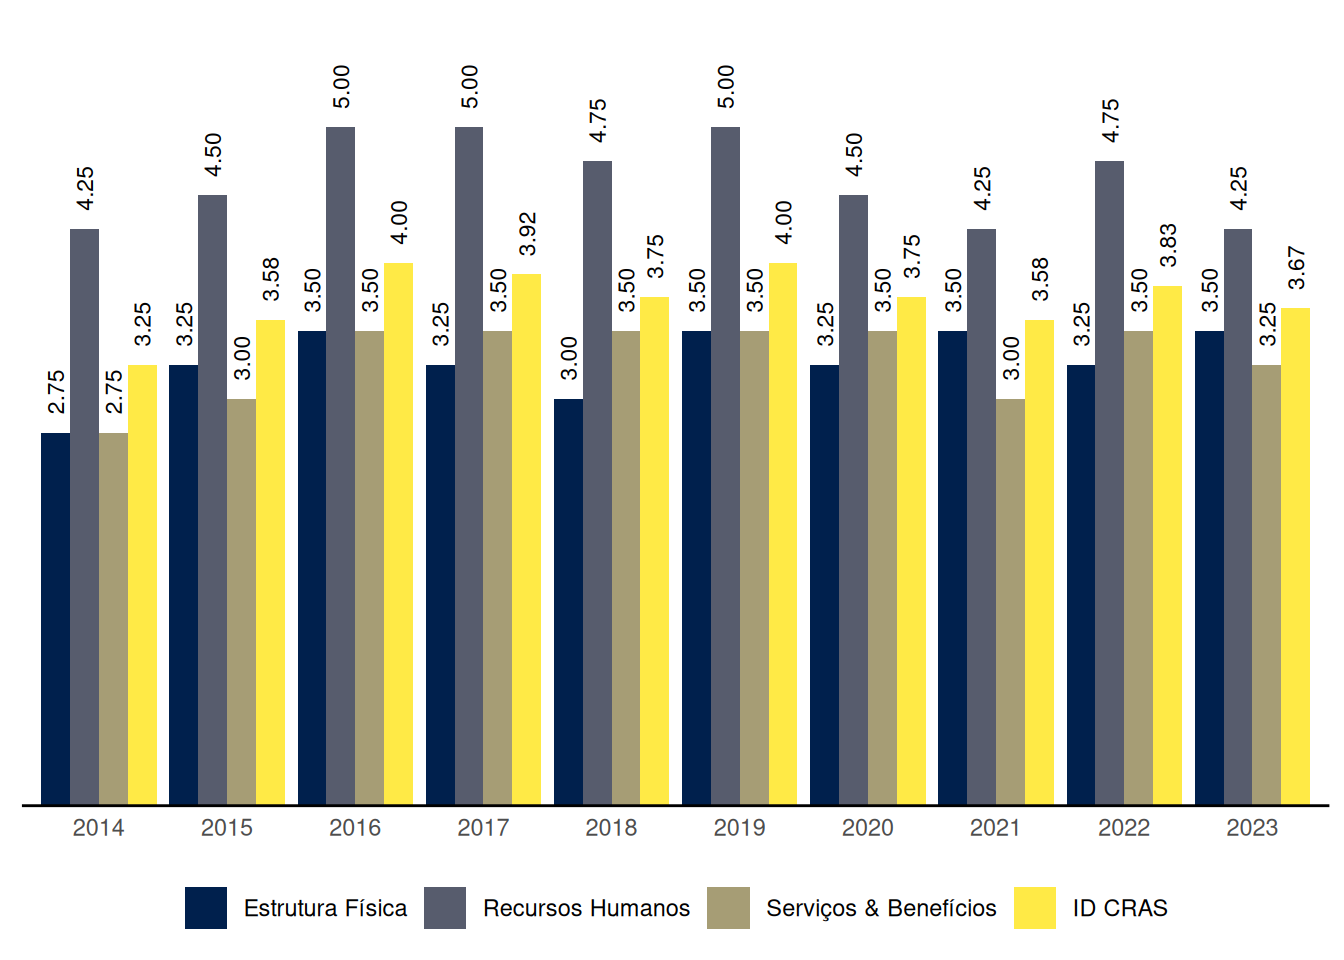 2.75 4.25 2.75 3.25
3.25 4.50 3.00 3.58
3.50 5.00 3.50 4.00
3.25 5.00 3.50 3.92
3.00 4.75 3.50 3.75
3.50 5.00 3.50 4.00
3.25 4.50 3.50 3.75
3.50 4.25 3.00 3.58
3.25 4.75 3.50 3.83
3.50 4.25 3.25 3.67
2014 2015 2016 2017 2018 2019 2020 2021 2022 2023
Estrutura Física Recursos Humanos Serviços & Benefícios ID CRAS